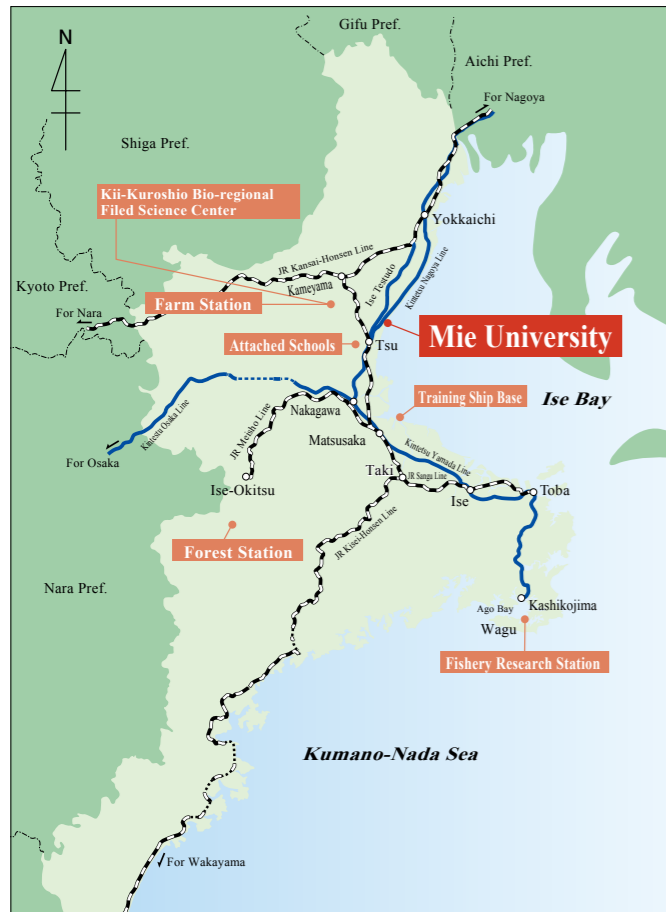 Gifu Pref.
N
Aichi Pref.
For Nagoya
Shiga Pref.
Kii-Kuroshio Bio-regional
Filed Science Center
Yokkaichi
JR Kansai-Honsen Line
Ise Testudo
Kintetsu Nagoya Line
Kyoto Pref.
Kameyama
Farm Station
For Nara
Mie University
Attached Schools
Tsu
Training Ship Base
Ise Bay
Kintestu Osaka Line
Nakagawa
JR Meisho Line
Matsusaka
Kintetsu Yamada Line
For Osaka
Taki
JR Sangu Line
Ise-Okitsu
Ise
Toba
JR Kisei-Honsen Line
Forest Station
Nara Pref.
Ago Bay
Kashikojima
Wagu
Fishery Research Station
Kumano-Nada Sea
For Wakayama